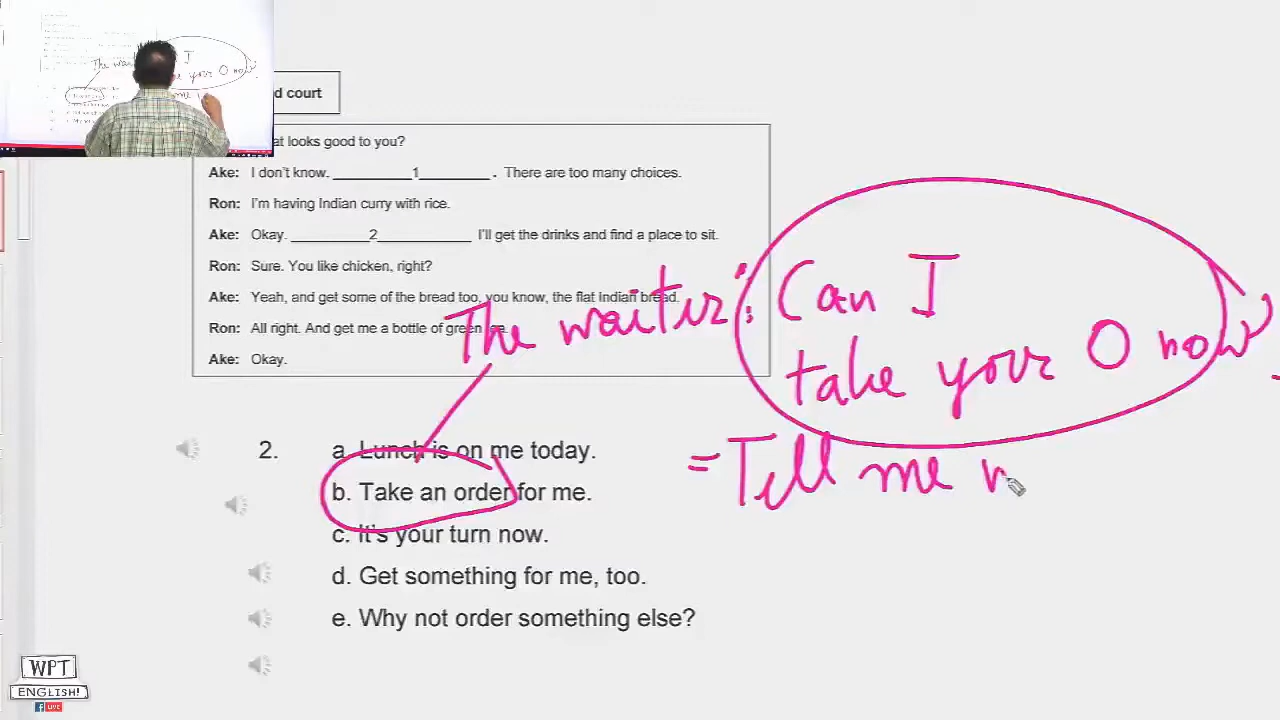 d court
at looks good to you?
Ake: I don't know. __________1________ . There are too many choices.
Ron: I'm having Indian curry with rice.
Ake: Okay. __________2____________ I'll get the drinks and find a place to sit.
Ron: Sure. You like chicken, right?
Ake: Yeah, and get some of the bread too, you know, the flat Indian bread.
Ron: All right. And get me a bottle of green
Ake: Okay.
The waiter: Can I
take your O now
= Tell me
2. a. Lunch is on me today.
b. Take an order for me.
c. It's your turn now.
d. Get something for me, too.
e. Why not order something else?
WPT
ENGLISH!
LIVE